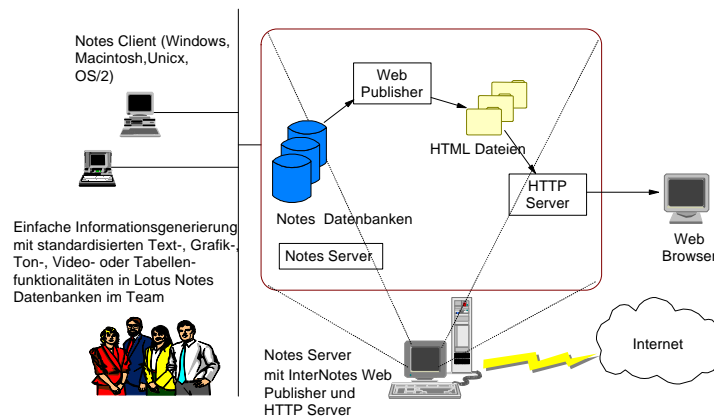 Notes Client (Windows,
Macintosh,Unicx,
OS/2)
Web
Publisher
HTML Dateien
HTTP
Server
Notes Datenbanken
Notes Server
Web
Browser
Einfache Informationsgenerierung
mit standardisierten Text-, Grafik-,
Ton-, Video- oder Tabellen-
funktionalitäten in Lotus Notes
Datenbanken im Team
Notes Server
mit InterNotes Web
Publisher und
HTTP Server
Internet